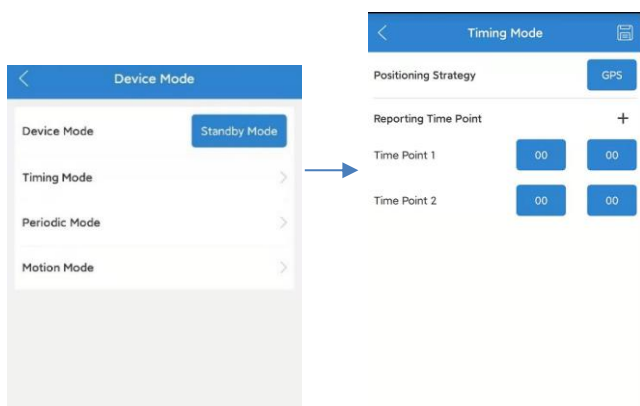 Device Mode
Device Mode Standby Mode
Timing Mode
Periodic Mode
Motion Mode
Timing Mode
Positioning Strategy GPS
Reporting Time Point +
Time Point 1 00 00
Time Point 2 00 00